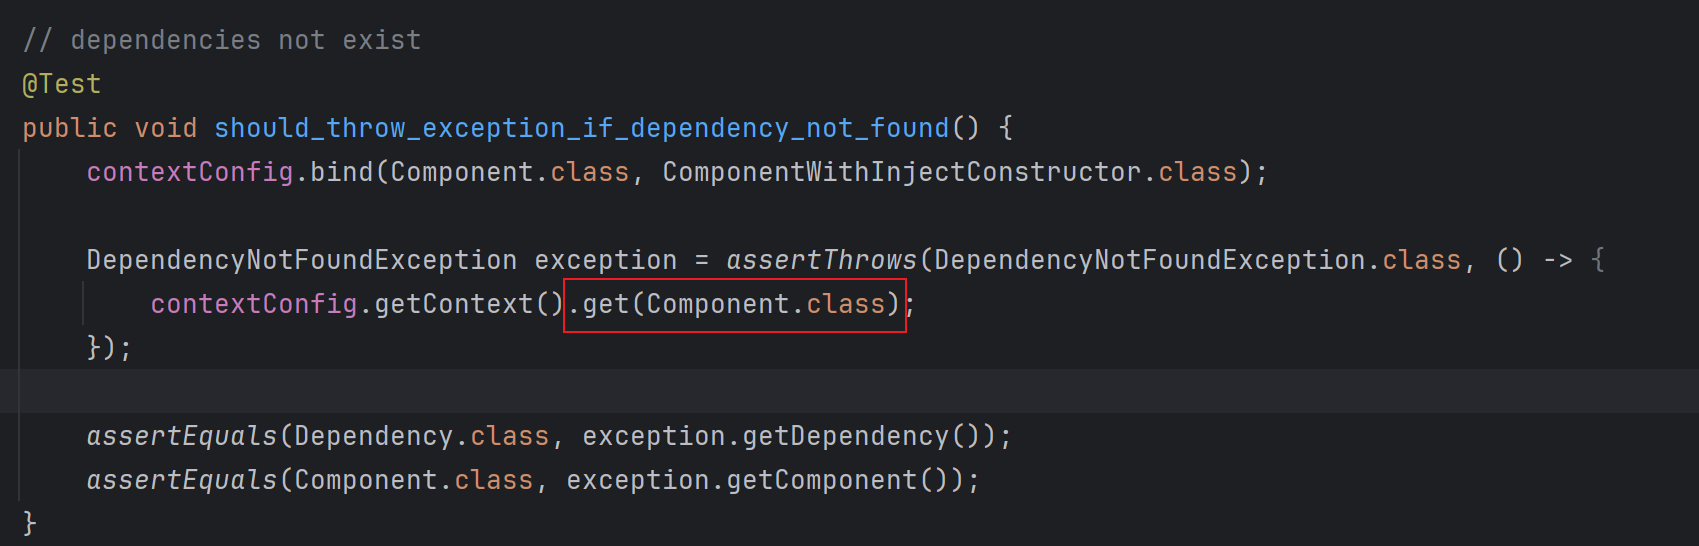 // dependencies not exist
@Test
public void should_throw_exception_if_dependency_not_found() {
contextConfig.bind(Component.class, ComponentWithInjectConstructor.class);
DependencyNotFoundException exception = assertThrows(DependencyNotFoundException.class, () -> {
contextConfig.getContext().get(Component.class);
});
assertEquals(Dependency.class, exception.getDependency());
assertEquals(Component.class, exception.getComponent());
}